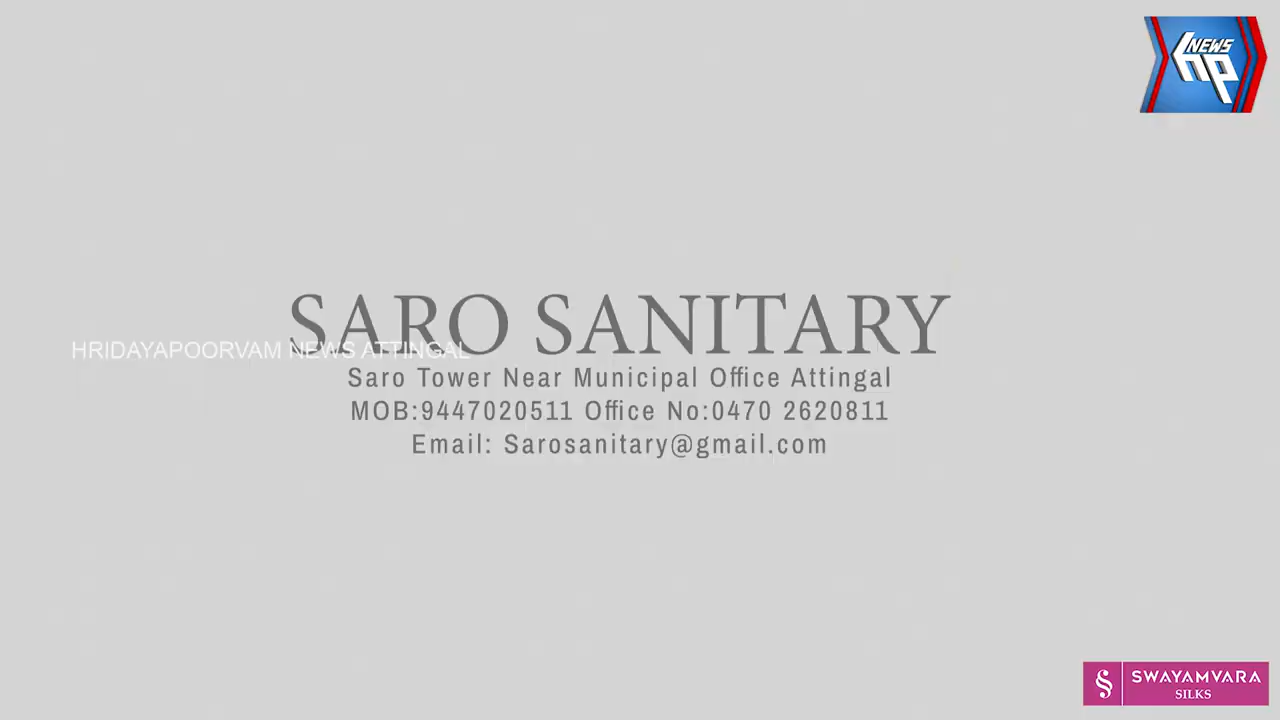 NEWS
hp
SARO SANITARY
HRIDAYAPOORVAM NEWS ATTINGAL
Saro Tower Near Municipal Office Attingal
MOB:9447020511 Office No:0470 2620811
Email: Sarosanitary@gmail.com
SWAYAMVARA
SILKS